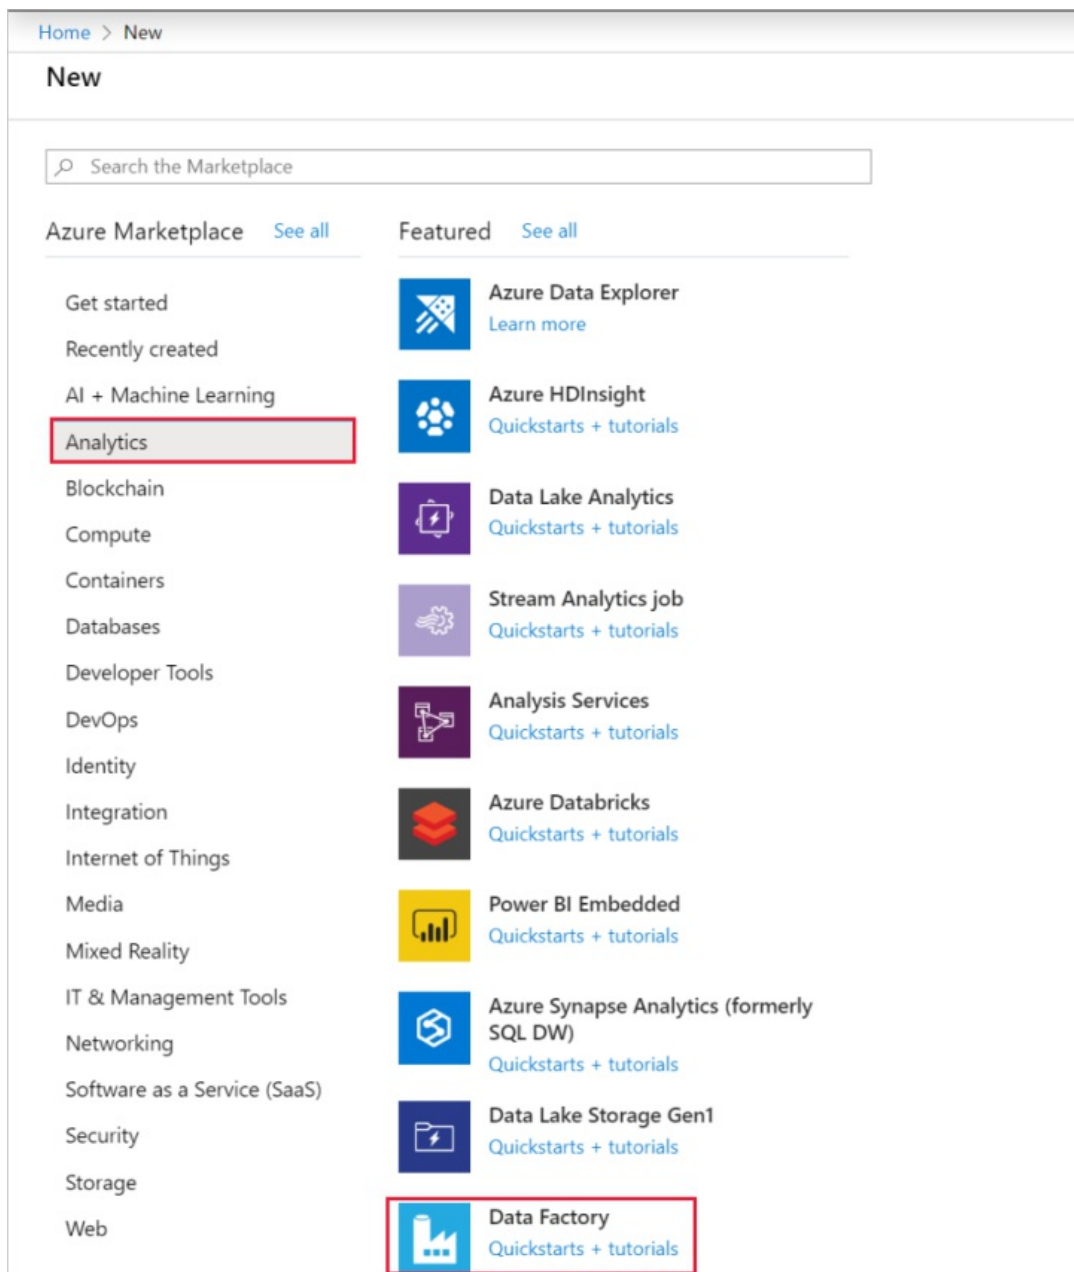 Home > New
New
Search the Marketplace
Azure Marketplace See all
Get started
Recently created
AI + Machine Learning
Analytics
Blockchain
Compute
Containers
Databases
Developer Tools
DevOps
Identity
Integration
Internet of Things
Media
Mixed Reality
IT & Management Tools
Networking
Software as a Service (SaaS)
Security
Storage
Web
Featured See all
Azure Data Explorer
Learn more
Azure HDInsight
Quickstarts + tutorials
Data Lake Analytics
Quickstarts + tutorials
Stream Analytics job
Quickstarts + tutorials
Analysis Services
Quickstarts + tutorials
Azure Databricks
Quickstarts + tutorials
Power BI Embedded
Quickstarts + tutorials
Azure Synapse Analytics (formerly
SQL DW)
Quickstarts + tutorials
Data Lake Storage Gen1
Quickstarts + tutorials
Data Factory
Quickstarts + tutorials